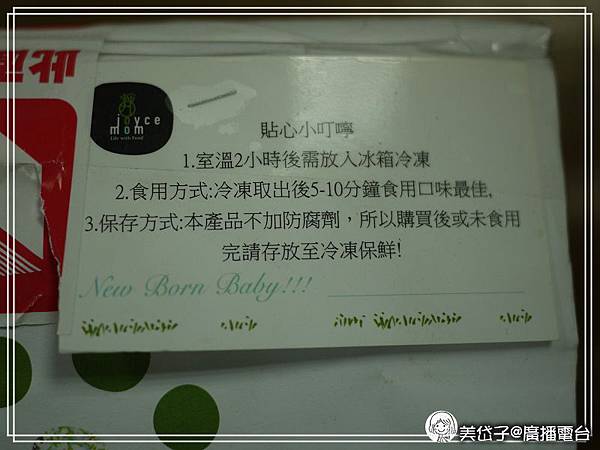 joyce
mom
Life with Food
貼心小叮嚀
1.室溫2小時後需放入冰箱冷凍
2.食用方式:冷凍取出後5-10分鐘食用口味最佳,
3.保存方式:本產品不加防腐劑，所以購買後或未食用
完請存放至冷凍保鮮!
New Born Baby!!!
美岱子@廣播電台